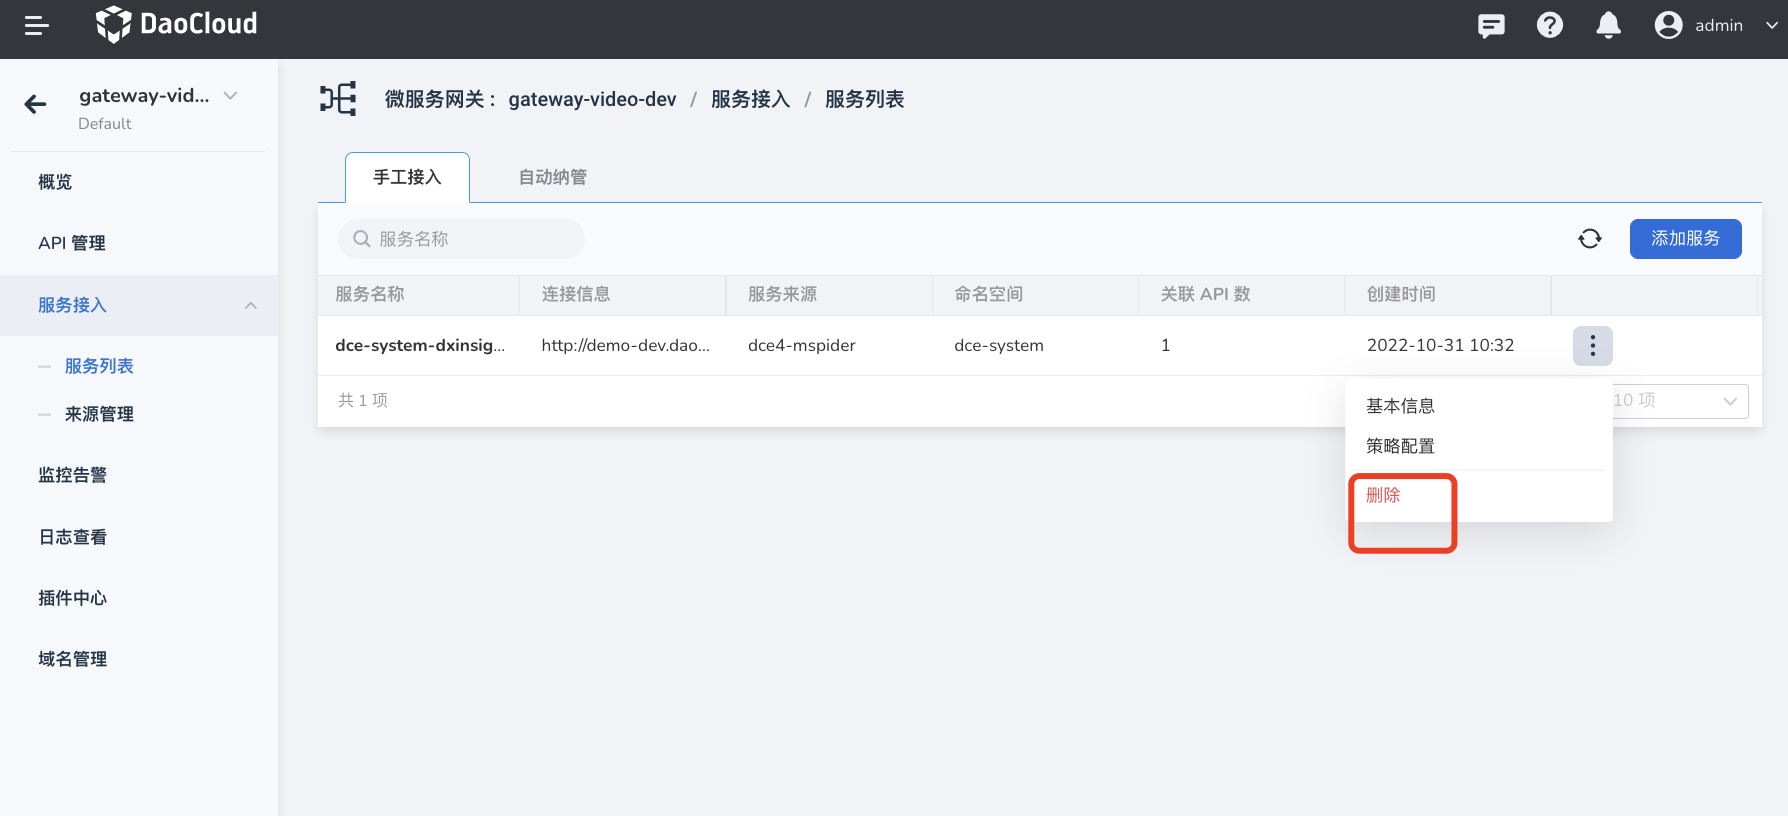 DaoCloud
admin
gateway-vid...
Default
概览
API 管理
服务接入
服务列表
来源管理
监控告警
日志查看
插件中心
域名管理
微服务网关： gateway-video-dev / 服务接入 / 服务列表
手工接入 自动纳管
服务名称 添加服务
服务名称 连接信息 服务来源 命名空间 关联 API 数 创建时间
dce-system-dxinsig... http://demo-dev.dao... dce4-mspider dce-system 1 2022-10-31 10:32
共 1 项 10 项
基本信息
策略配置
删除